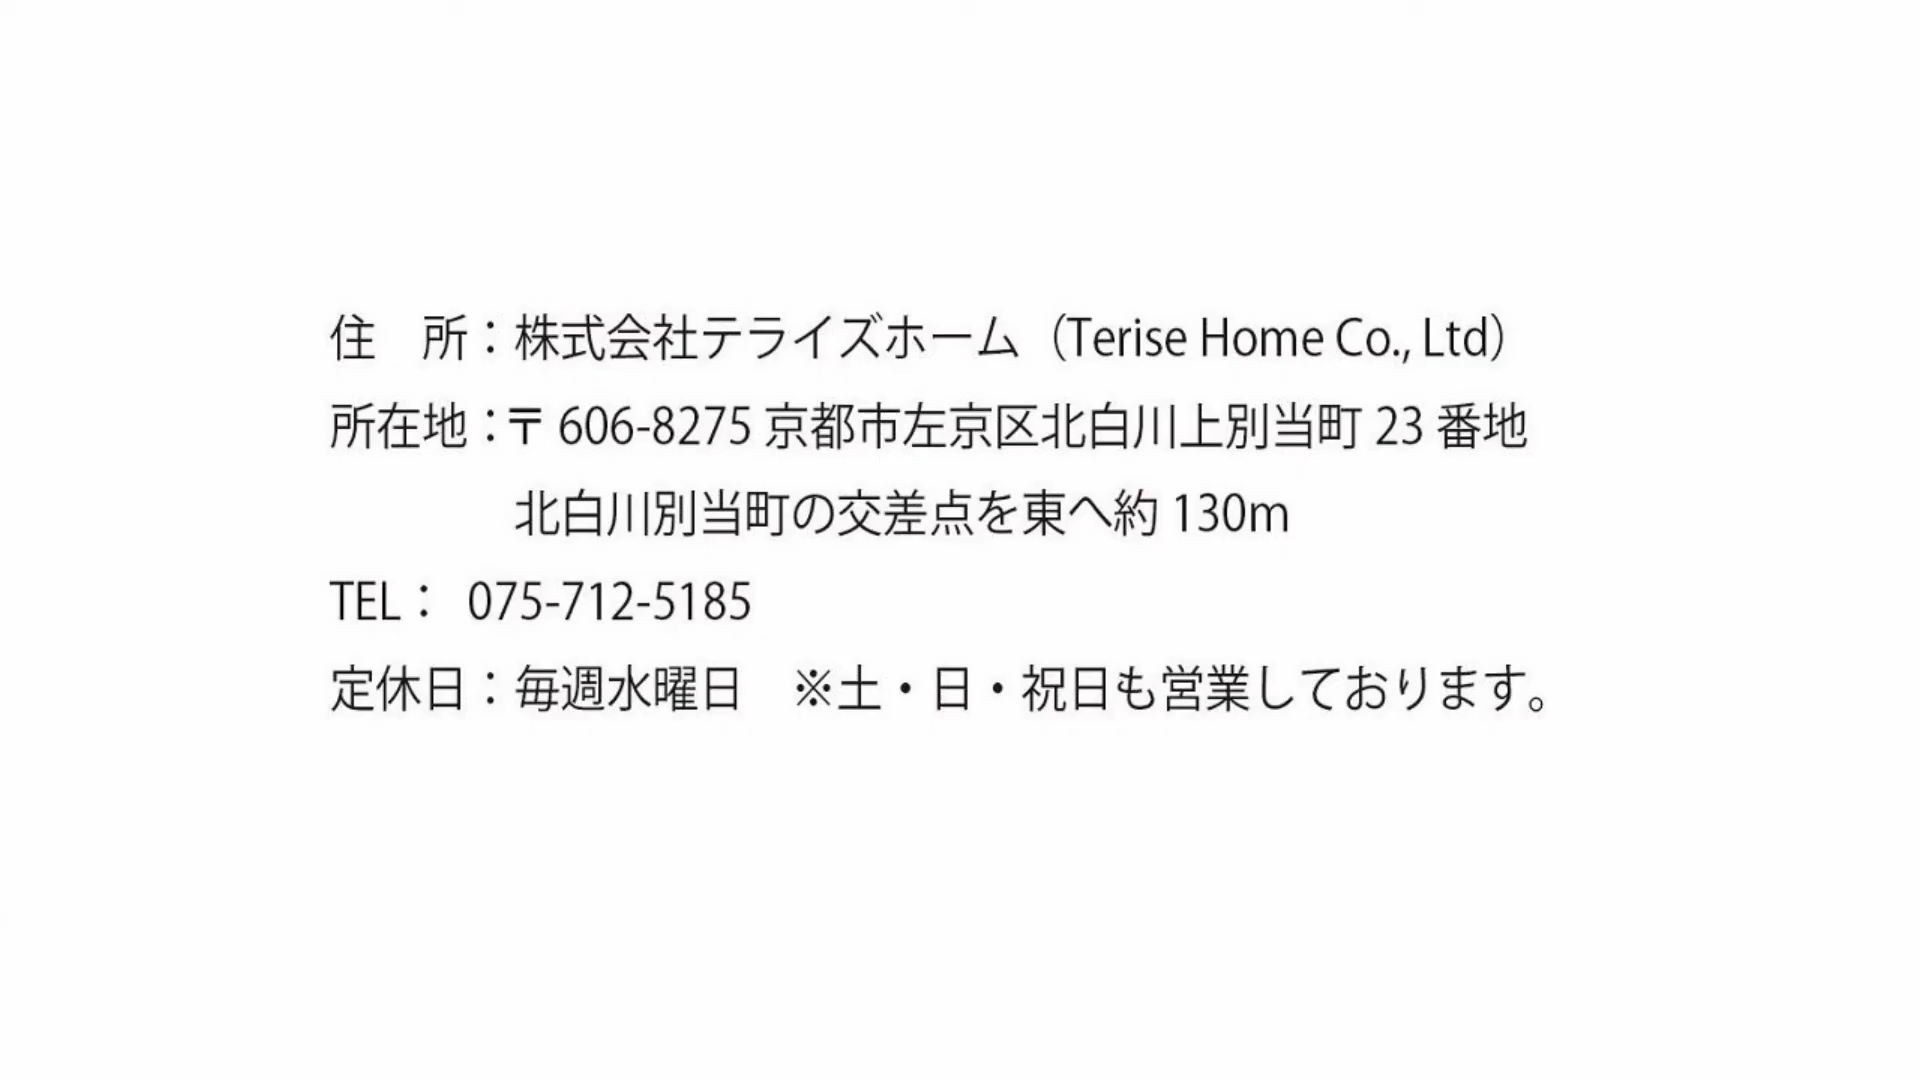 住　所：株式会社テライズホーム（Terise Home Co., Ltd）
所在地：〒 606-8275 京都市左京区北白川上別当町 23 番地
北白川別当町の交差点を東へ約 130m
TEL： 075-712-5185
定休日：毎週水曜日　※土・日・祝日も営業しております。